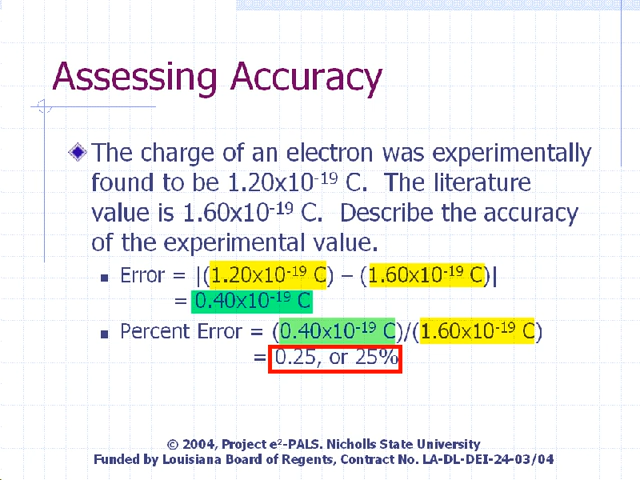 Assessing Accuracy
The charge of an electron was experimentally
found to be 1.20x10⁻¹⁹ C.  The literature
value is 1.60x10⁻¹⁹ C.  Describe the accuracy
of the experimental value.
Error = |(1.20x10⁻¹⁹ C) – (1.60x10⁻¹⁹ C)|
= 0.40x10⁻¹⁹ C
Percent Error = (0.40x10⁻¹⁹ C)/(1.60x10⁻¹⁹ C)
= 0.25, or 25%
© 2004, Project e²-PALS. Nicholls State University
Funded by Louisiana Board of Regents, Contract No. LA-DL-DEI-24-03/04